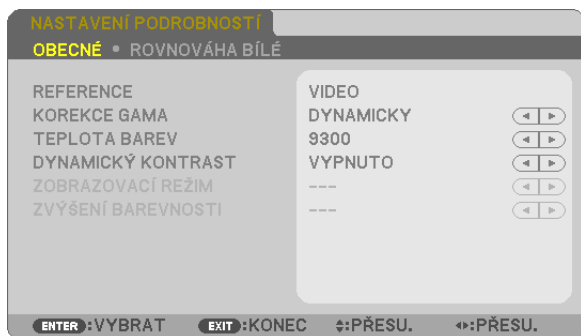 NASTAVENÍ PODROBNOSTÍ
OBECNÉ • ROVNOVÁHA BÍLÉ
REFERENCE VIDEO
KOREKCE GAMA DYNAMICKY
TEPLOTA BAREV 9300
DYNAMICKÝ KONTRAST VYPNUTO
ZOBRAZOVACÍ REŽIM ---
ZVÝŠENÍ BAREVNOSTI ---
ENTER :VYBRAT EXIT :KONEC :PŘESU. :PŘESU.